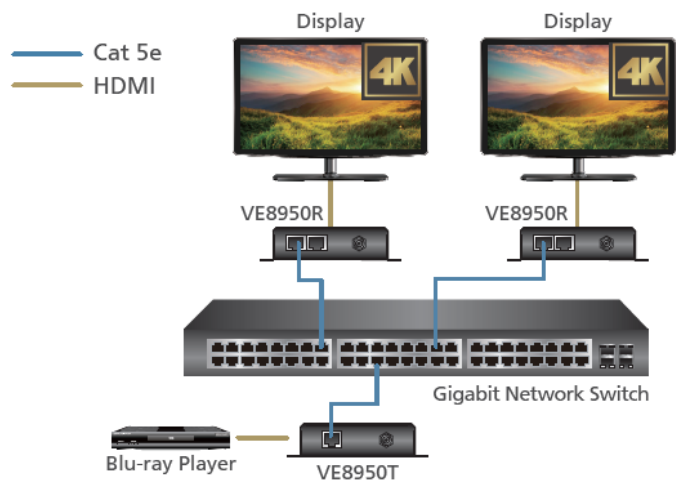 Display
Display
Cat 5e
HDMI
4K
4K
VE8950R
VE8950R
Gigabit Network Switch
Blu-ray Player
VE8950T